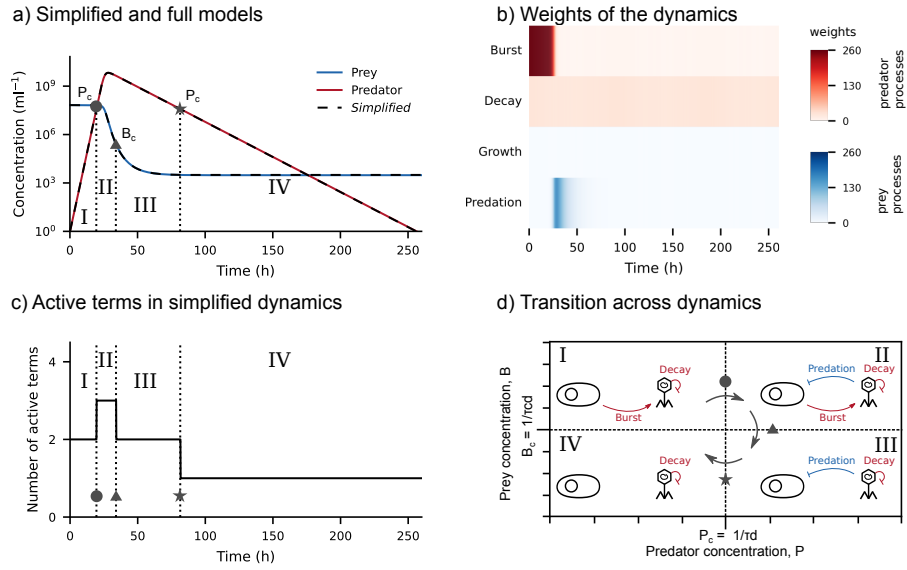 a) Simplified and full models
Concentration (ml⁻¹)
10⁹
10⁶
10³
10⁰
P_c
B_c
P_c
Prey
Predator
Simplified
I
II
III
IV
0
50
100
150
200
250
Time (h)
b) Weights of the dynamics
Burst
Decay
Growth
Predation
0
50
100
150
200
250
Time (h)
weights
260
130
0
predator
processes
260
130
0
prey
processes
c) Active terms in simplified dynamics
Number of active terms
4
2
0
I
II
III
IV
0
50
100
150
200
250
Time (h)
d) Transition across dynamics
Prey concentration, B
B_c = 1/τcd
I
Decay
Burst
II
Predation
Decay
Burst
IV
Decay
III
Predation
Decay
P_c = 1/τd
Predator concentration, P